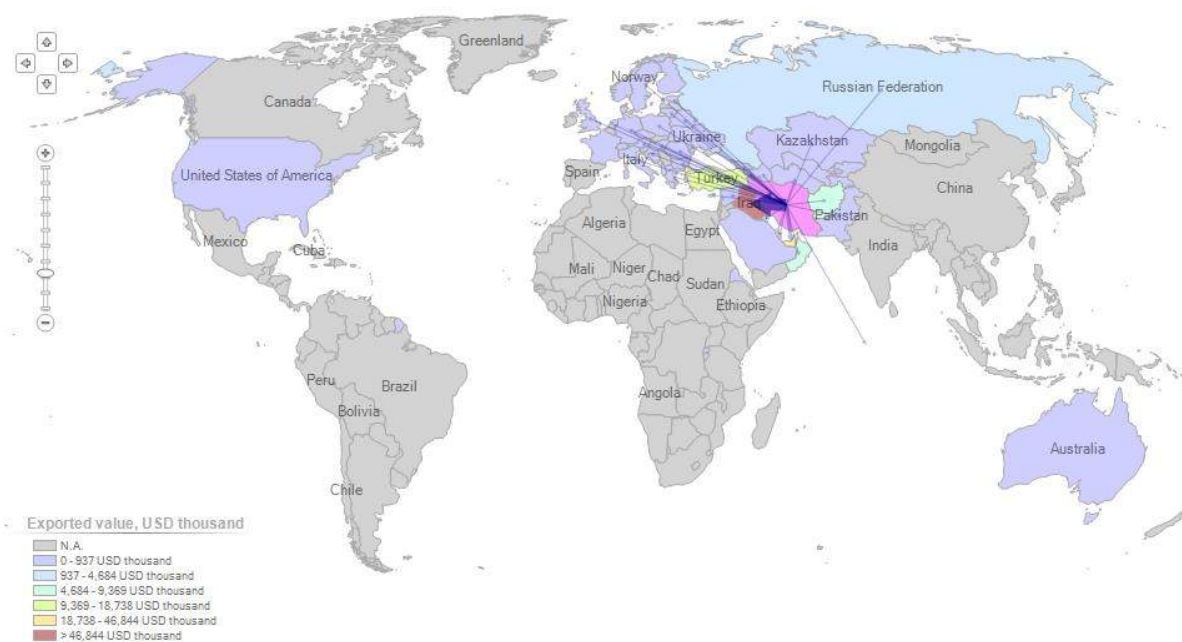 Greenland
Norway
Russian Federation
Canada
Ukraine
Kazakhstan
Mongolia
Italy
United States of America
Spain
Turkey
China
Iraq
Pakistan
Algeria
Egypt
Mexico
Cuba
India
Mali
Niger
Chad
Sudan
Nigeria
Ethiopia
Peru
Brazil
Angola
Bolivia
Australia
Chile
Exported value, USD thousand
N.A.
0 - 937 USD thousand
937 - 4,684 USD thousand
4,684 - 9,369 USD thousand
9,369 - 18,738 USD thousand
18,738 - 46,844 USD thousand
> 46,844 USD thousand